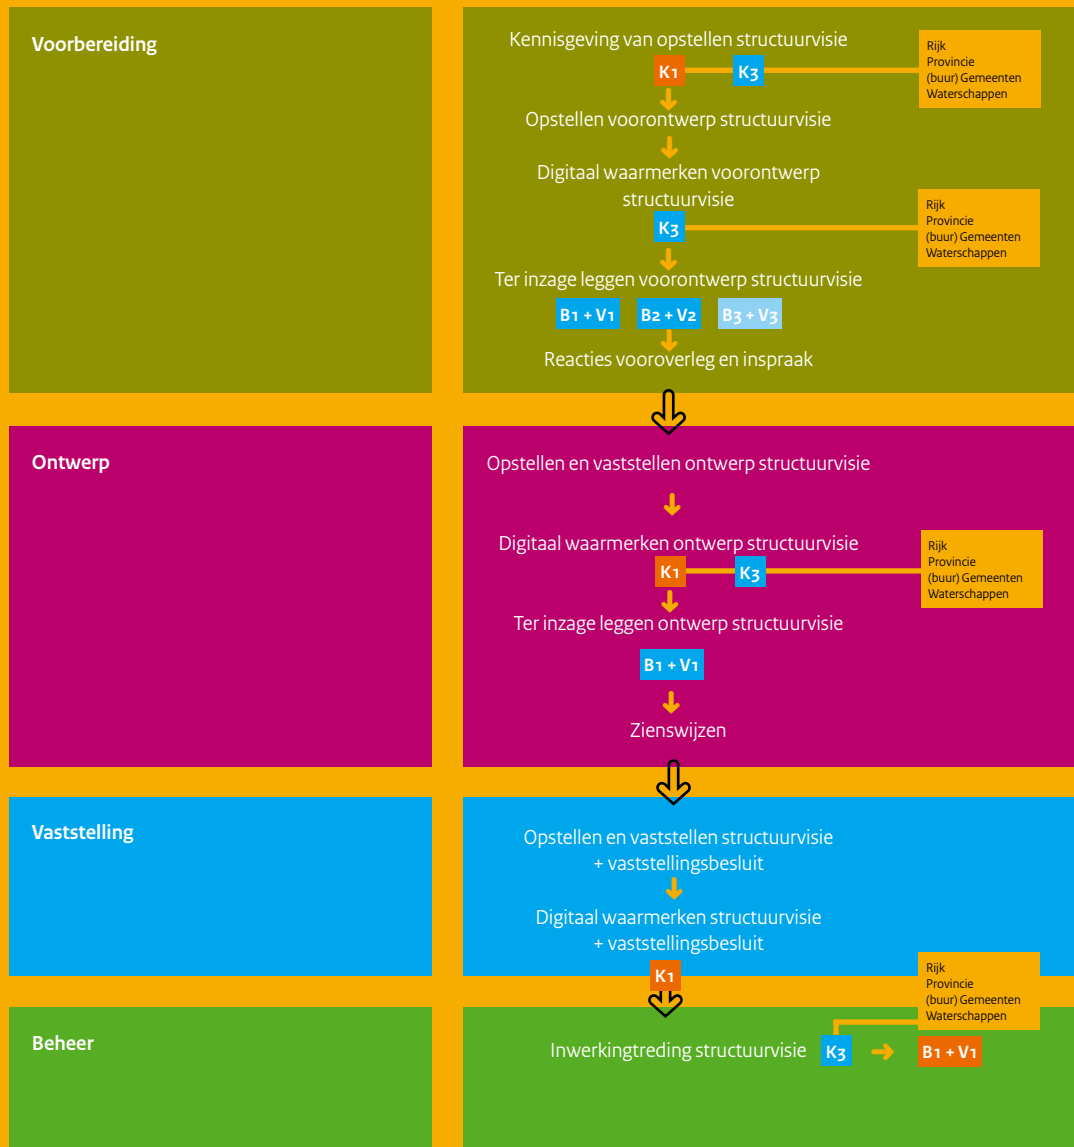 Voorbereiding
Kennisgeving van opstellen structuurvisie
K1
K3
Rijk
Provincie
(buur) Gemeenten
Waterschappen
Opstellen voorontwerp structuurvisie
Digitaal waarmerken voorontwerp
structuurvisie
K3
Rijk
Provincie
(buur) Gemeenten
Waterschappen
Ter inzage leggen voorontwerp structuurvisie
B1 + V1
B2 + V2
B3 + V3
Reacties vooroverleg en inspraak
Ontwerp
Opstellen en vaststellen ontwerp structuurvisie
Digitaal waarmerken ontwerp structuurvisie
K1
K3
Rijk
Provincie
(buur) Gemeenten
Waterschappen
Ter inzage leggen ontwerp structuurvisie
B1 + V1
Zienswijzen
Vaststelling
Opstellen en vaststellen structuurvisie
+ vaststellingsbesluit
Digitaal waarmerken structuurvisie
+ vaststellingsbesluit
K1
Rijk
Provincie
(buur) Gemeenten
Waterschappen
Beheer
Inwerkingtreding structuurvisie
K3
B1 + V1